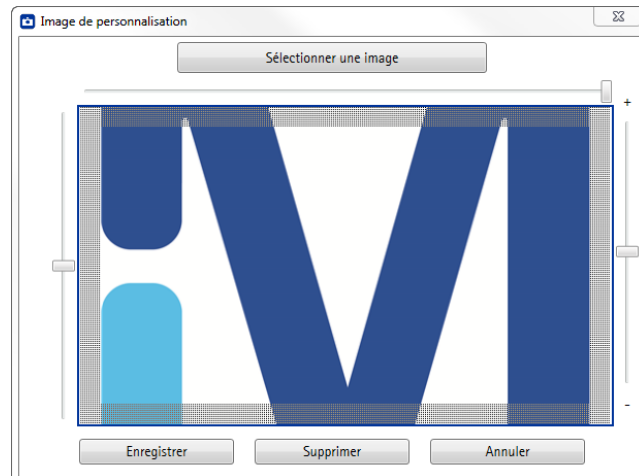 Image de personnalisation
Sélectionner une image
+
-
Enregistrer
Supprimer
Annuler